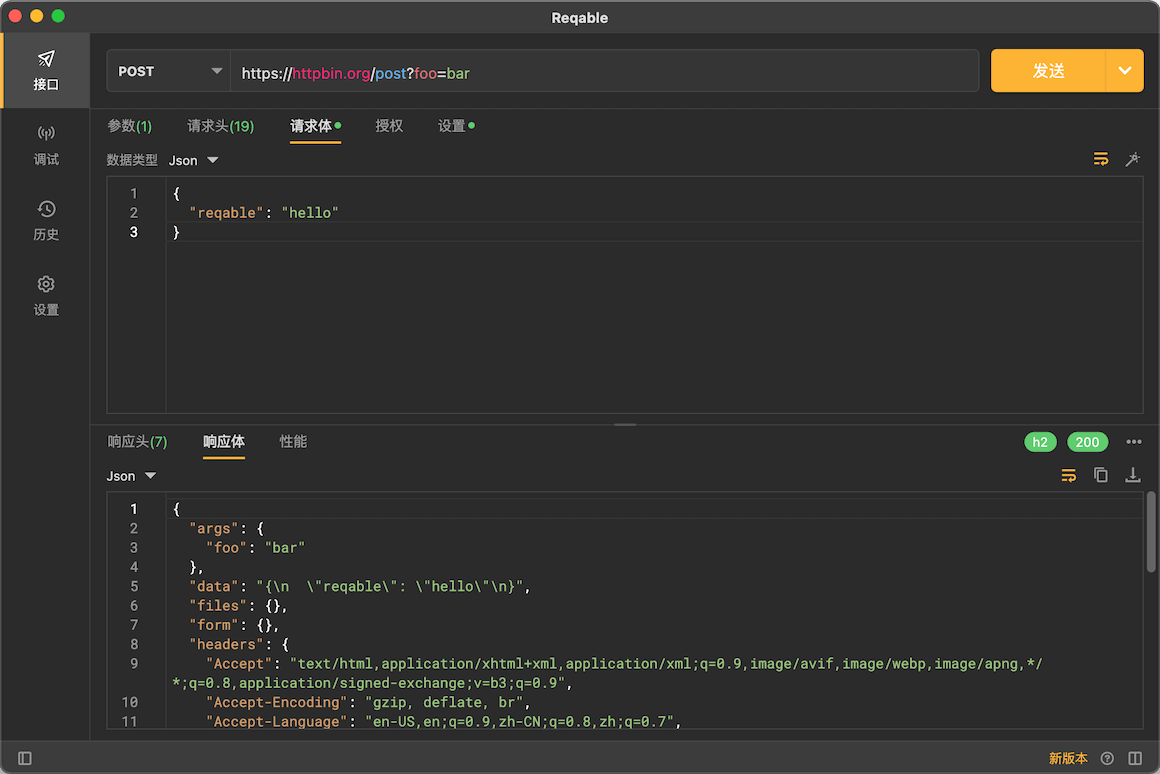 Reqable
接口
调试
历史
设置
POST
https://httpbin.org/post?foo=bar
发送
参数(1) 请求头(19) 请求体 授权 设置
数据类型 Json
1 {
2 "reqable": "hello"
3 }
响应头(7) 响应体 性能 h2 200
Json
1 {
2 "args": {
3 "foo": "bar"
4 },
5 "data": "{\n  \"reqable\": \"hello\"\n}",
6 "files": {},
7 "form": {},
8 "headers": {
9 "Accept": "text/html,application/xhtml+xml,application/xml;q=0.9,image/avif,image/webp,image/apng,*/
*;q=0.8,application/signed-exchange;v=b3;q=0.9",
10 "Accept-Encoding": "gzip, deflate, br",
11 "Accept-Language": "en-US,en;q=0.9,zh-CN;q=0.8,zh;q=0.7",
新版本